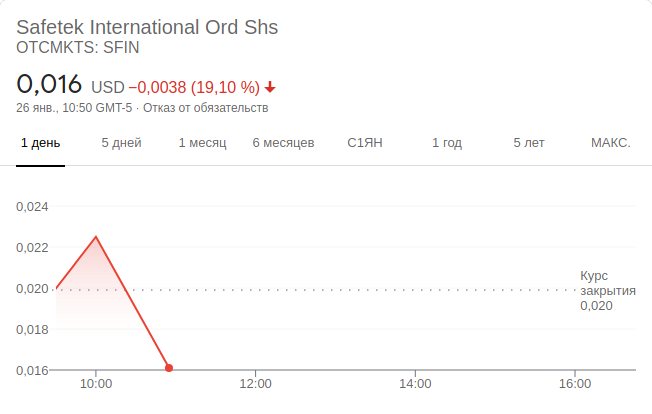 Safetek International Ord Shs
OTCMKTS: SFIN
0,016 USD −0,0038 (19,10 %)
26 янв., 10:50 GMT-5 · Отказ от обязательств
1 день 5 дней 1 месяц 6 месяцев С1ЯН 1 год 5 лет МАКС.
0,024
0,022
0,020
0,018
0,016
Курс
закрытия
0,020
10:00 12:00 14:00 16:00